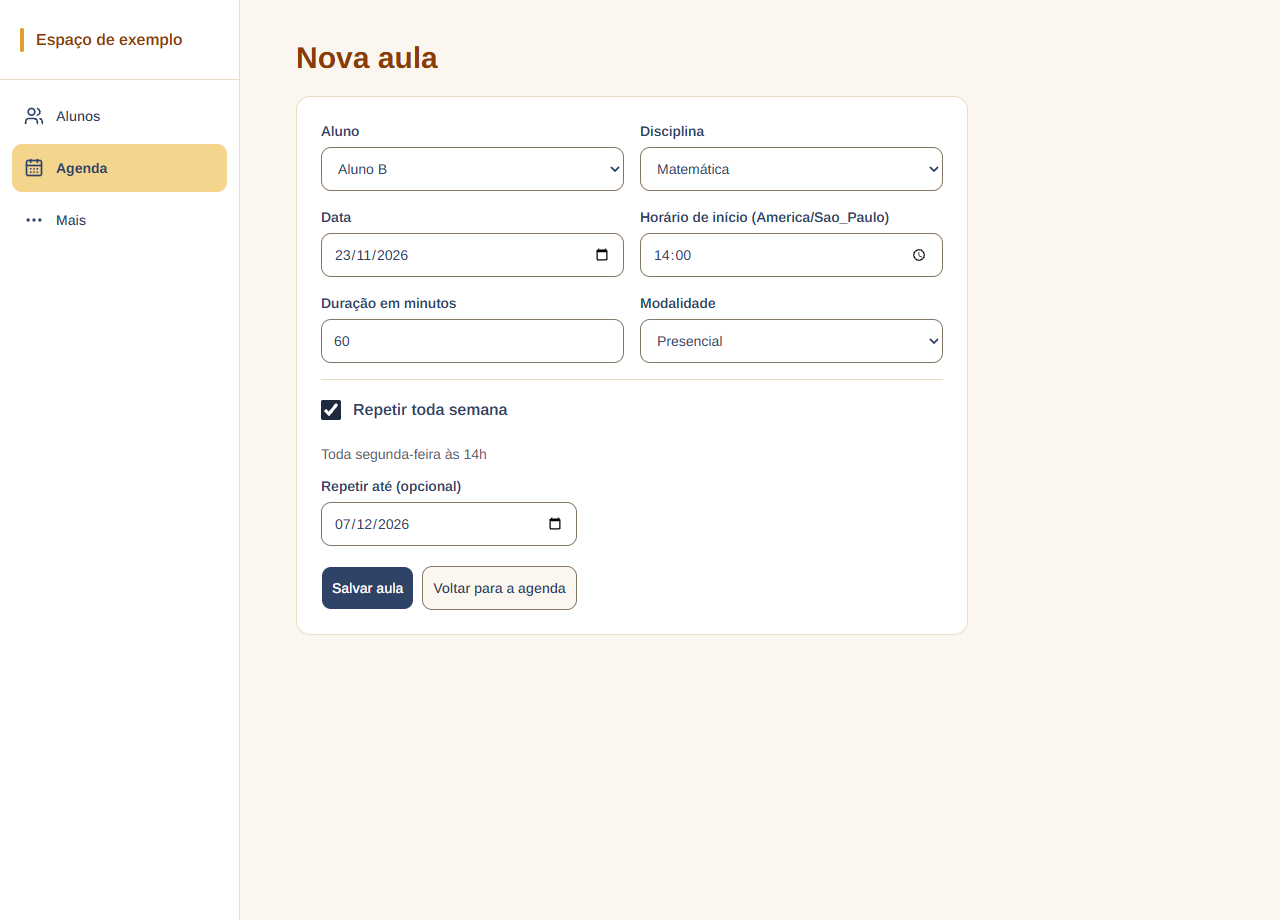 Espaço de exemplo
Alunos
Agenda
Mais
Nova aula
Aluno
Disciplina
Aluno B
Matemática
Data
Horário de início (America/Sao_Paulo)
23/11/2026
14:00
Duração em minutos
Modalidade
60
Presencial
Repetir toda semana
Toda segunda-feira às 14h
Repetir até (opcional)
07/12/2026
Salvar aula
Voltar para a agenda